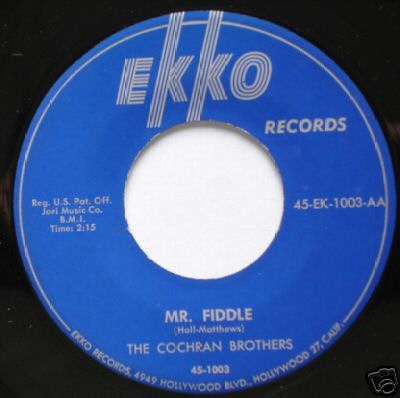 EKKO
RECORDS
Reg. U.S. Pat. Off.
Jori Music Co.
B.M.I.
Time: 2:15
45-EK-1003-AA
MR. FIDDLE
(Hall-Matthews)
THE COCHRAN BROTHERS
45-1003
EKKO RECORDS, 4949 HOLLYWOOD BLVD., HOLLYWOOD 27, CALIF.